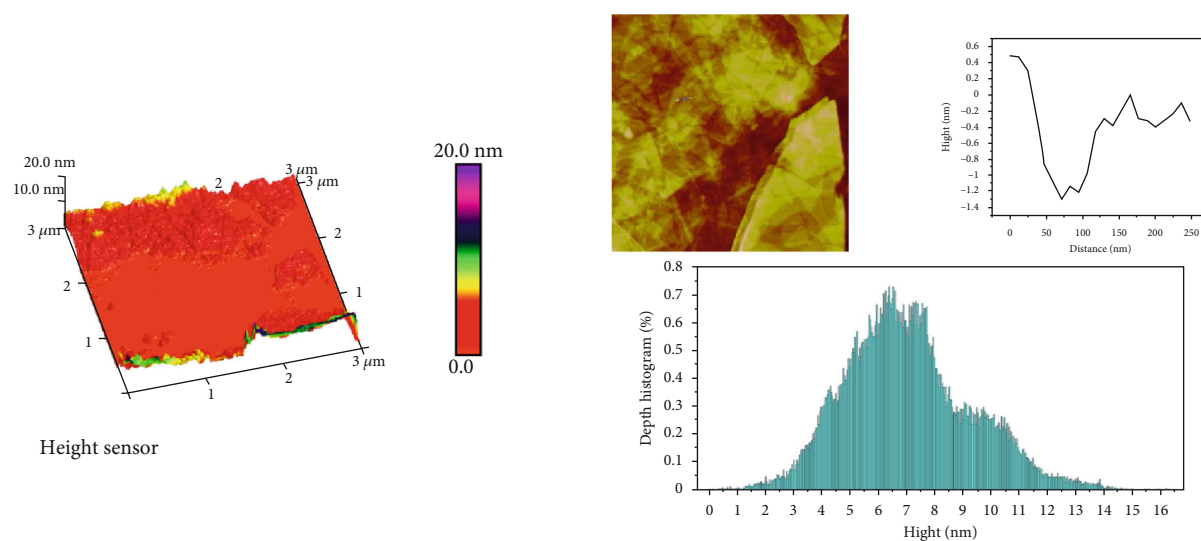 20.0 nm
10.0 nm
3 μm
2
1
1
2
3 μm
1
2
3 μm
3 μm
2
20.0 nm
0.0
Height sensor
0.6
0.4
0.2
0
−0.2
−0.4
−0.6
−0.8
−1
−1.2
−1.4
Hight (nm)
0 50 100 150 200 250
Distance (nm)
0.8
0.7
0.6
0.5
0.4
0.3
0.2
0.1
0
Depth histogram (%)
0 1 2 3 4 5 6 7 8 9 10 11 12 13 14 15 16
Hight (nm)